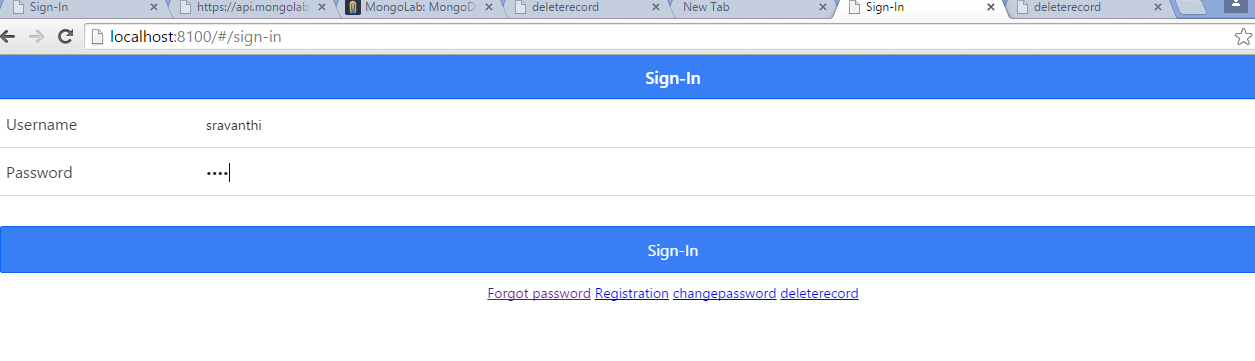 Sign-In https://api.mongolab MongoLab: MongoD deleterecord New Tab Sign-In deleterecord
localhost:8100/#/sign-in
Sign-In
Username sravanthi
Password ••••
Sign-In
Forgot password Registration changepassword deleterecord